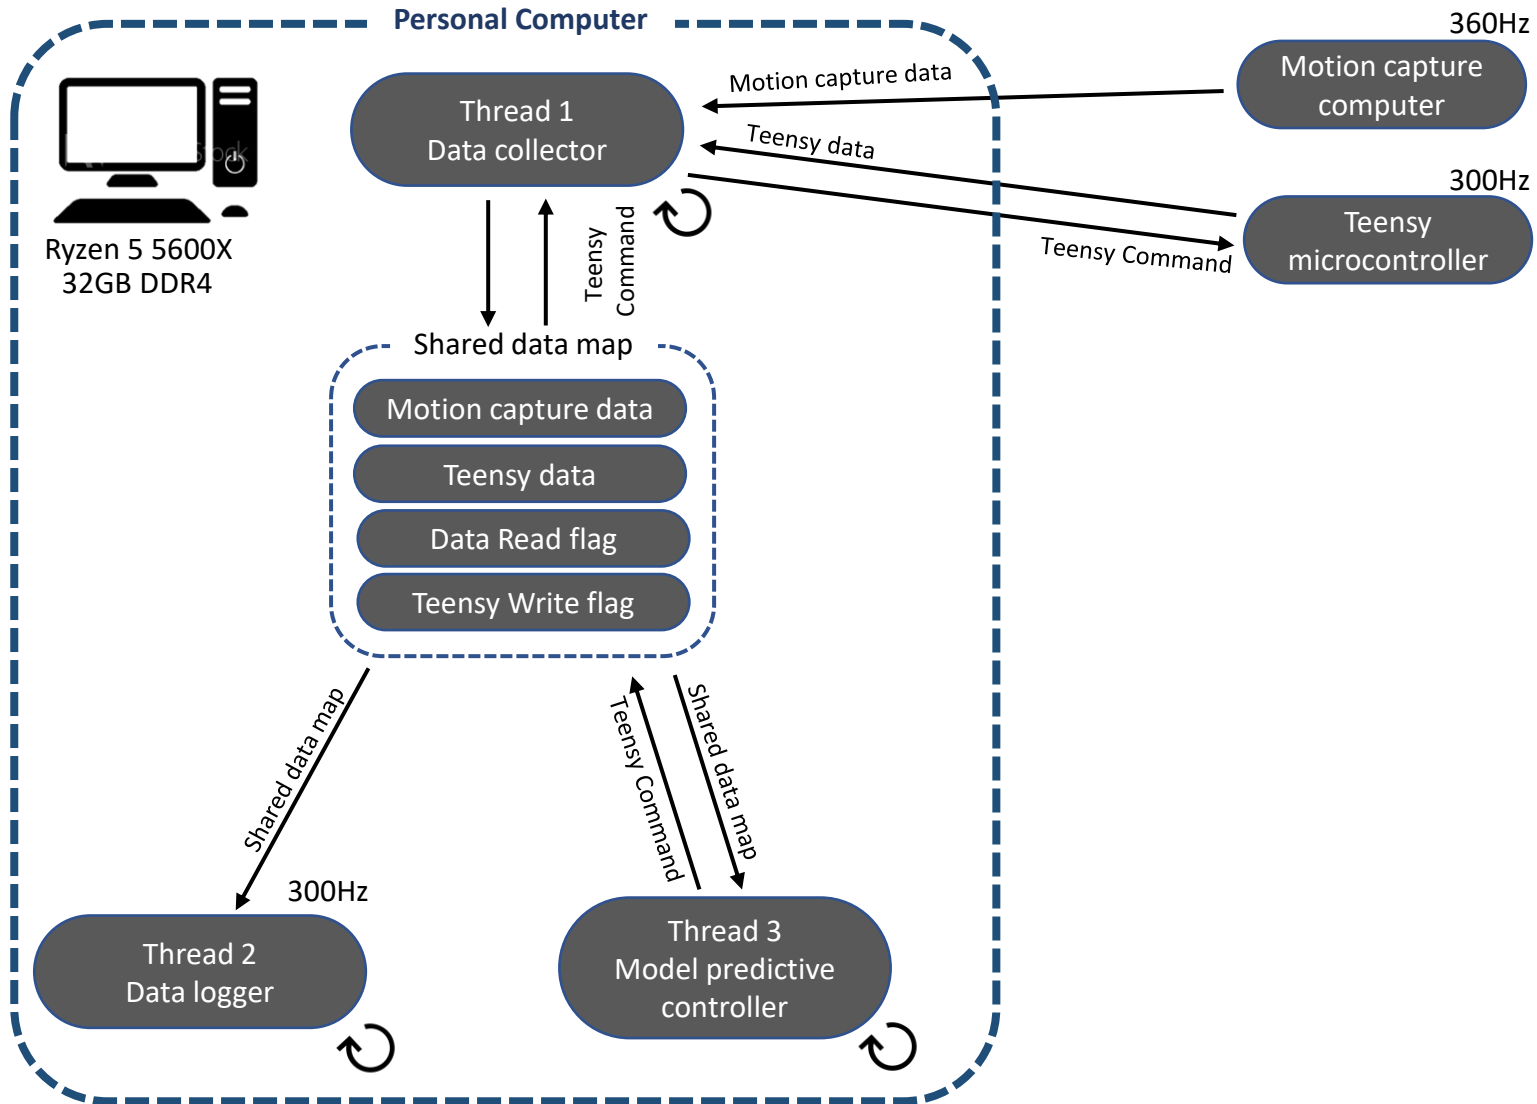 Personal Computer
360Hz
Motion capture
computer
Motion capture data
Thread 1
Data collector
Teensy data
300Hz
Teensy
microcontroller
Teensy Command
Ryzen 5 5600X
32GB DDR4
Teensy
Command
Shared data map
Motion capture data
Teensy data
Data Read flag
Teensy Write flag
Shared data map
Teensy Command
Shared data map
300Hz
Thread 2
Data logger
Thread 3
Model predictive
controller